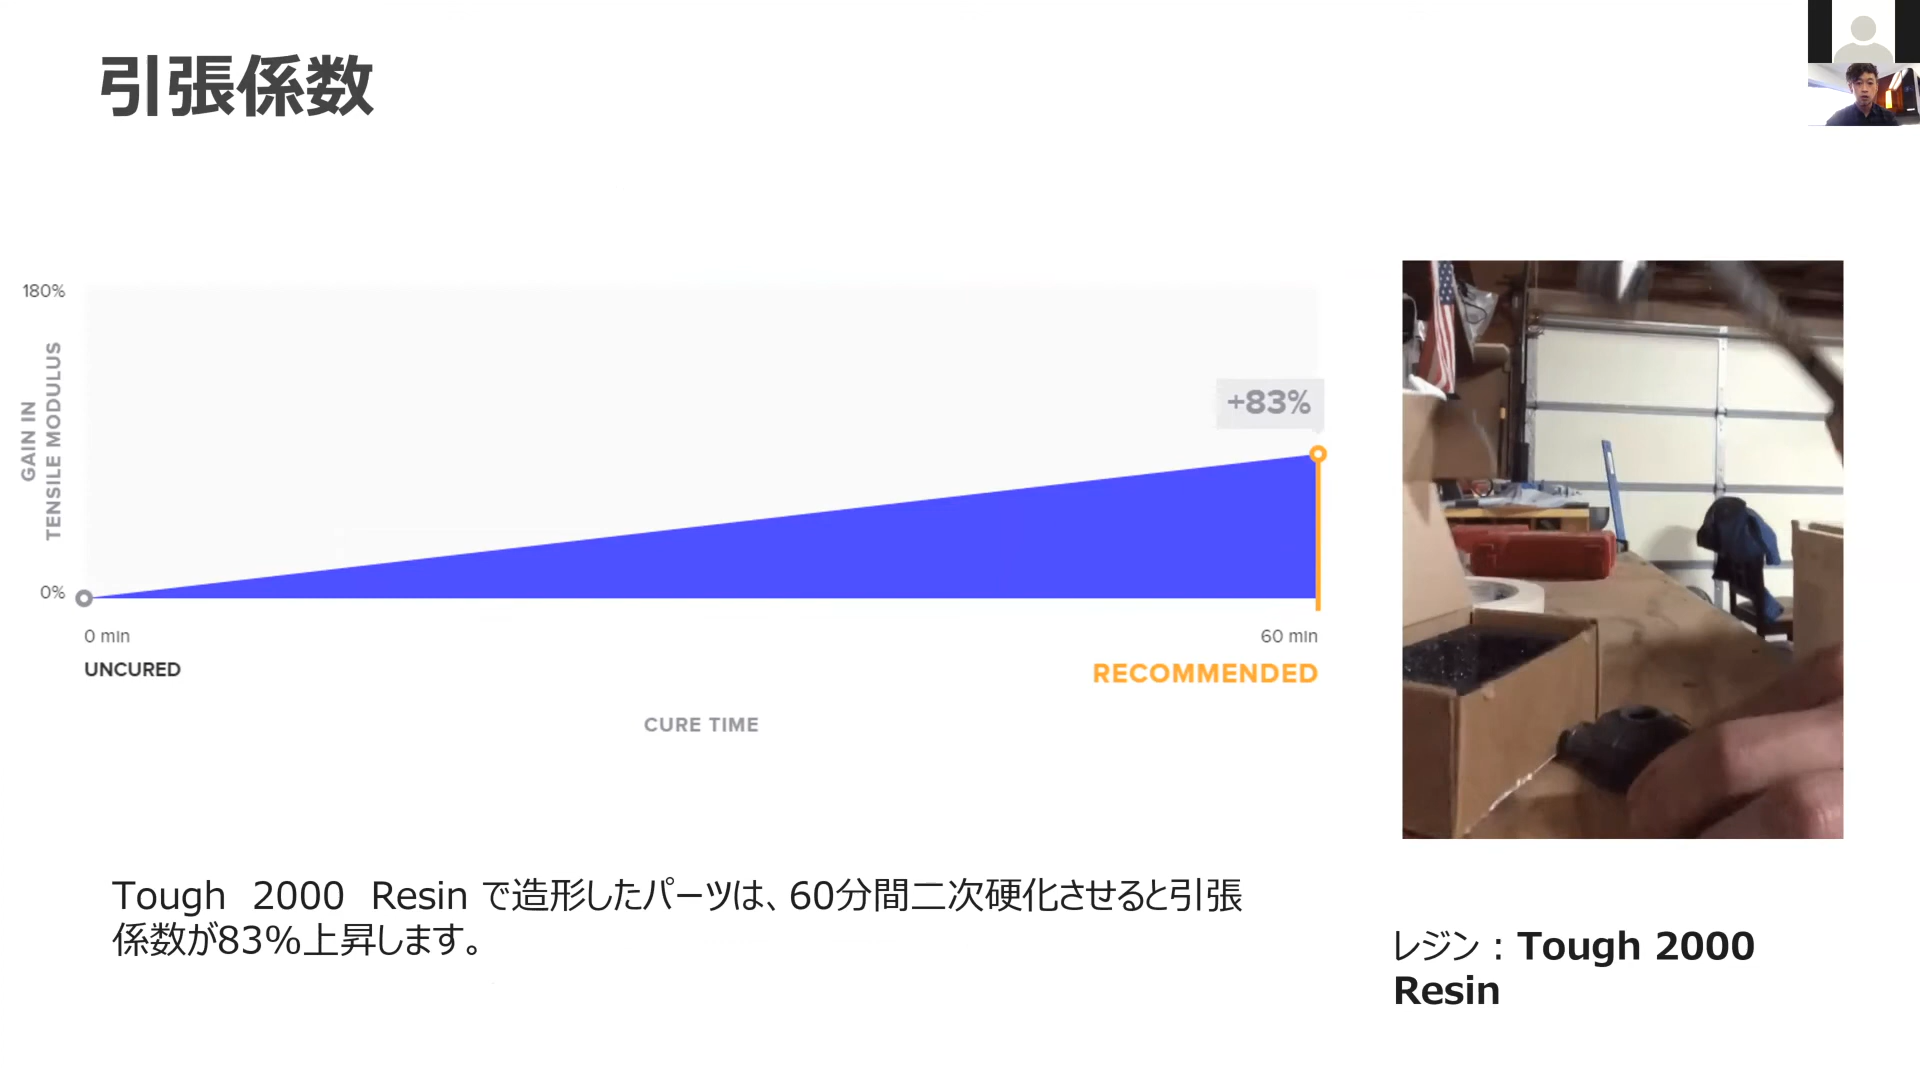 引張係数
180%
GAIN IN
TENSILE MODULUS
+83%
0%
0 min
60 min
UNCURED
RECOMMENDED
CURE TIME
Tough 2000 Resin で造形したパーツは、60分間二次硬化させると引張
係数が83%上昇します。
レジン：Tough 2000
Resin